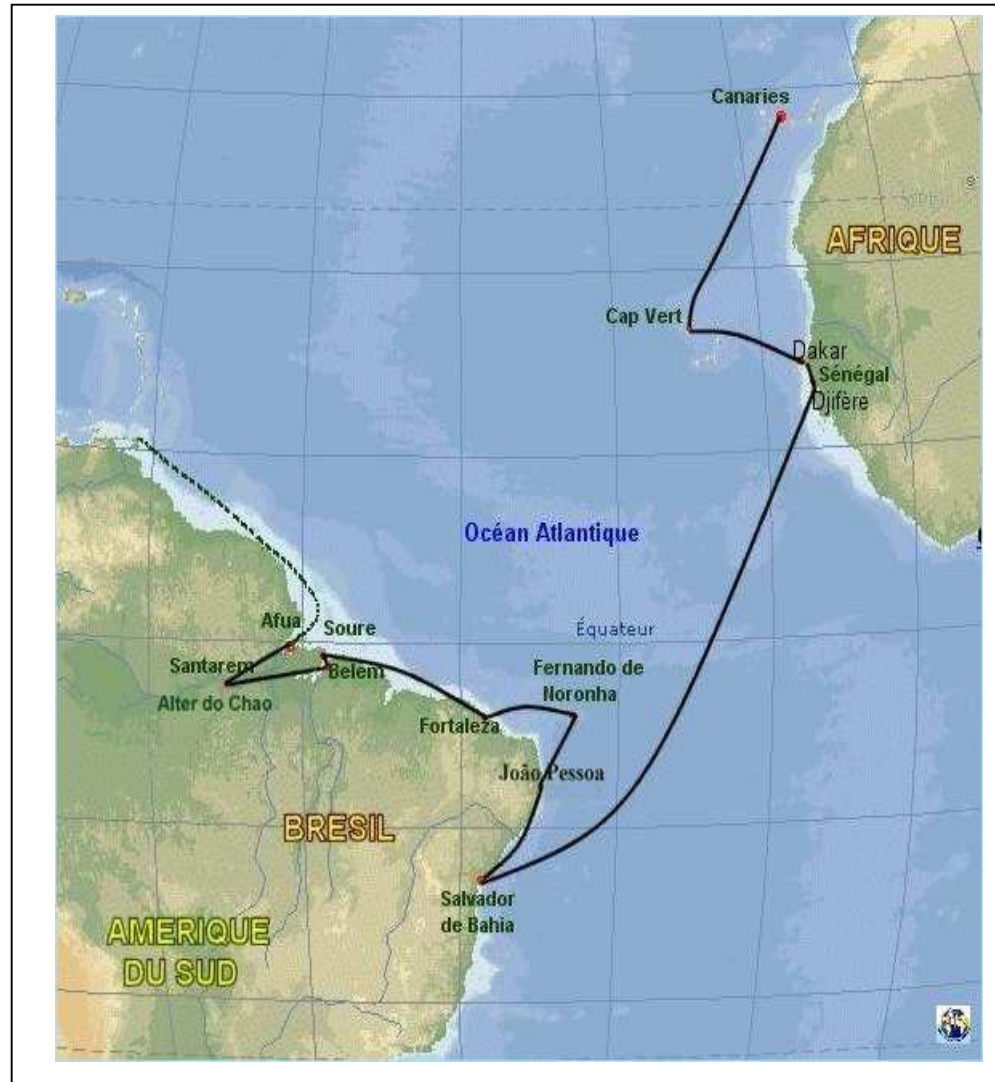 Canaries
AFRIQUE
Cap Vert
Dakar
Sénégal
Djifère
Océan Atlantique
Afua
Soure
Équateur
Santarem
Belem
Fernando de
Noronha
Alter do Chao
Fortaleza
João Pessoa
BRESIL
Salvador
de Bahia
AMERIQUE
DU SUD